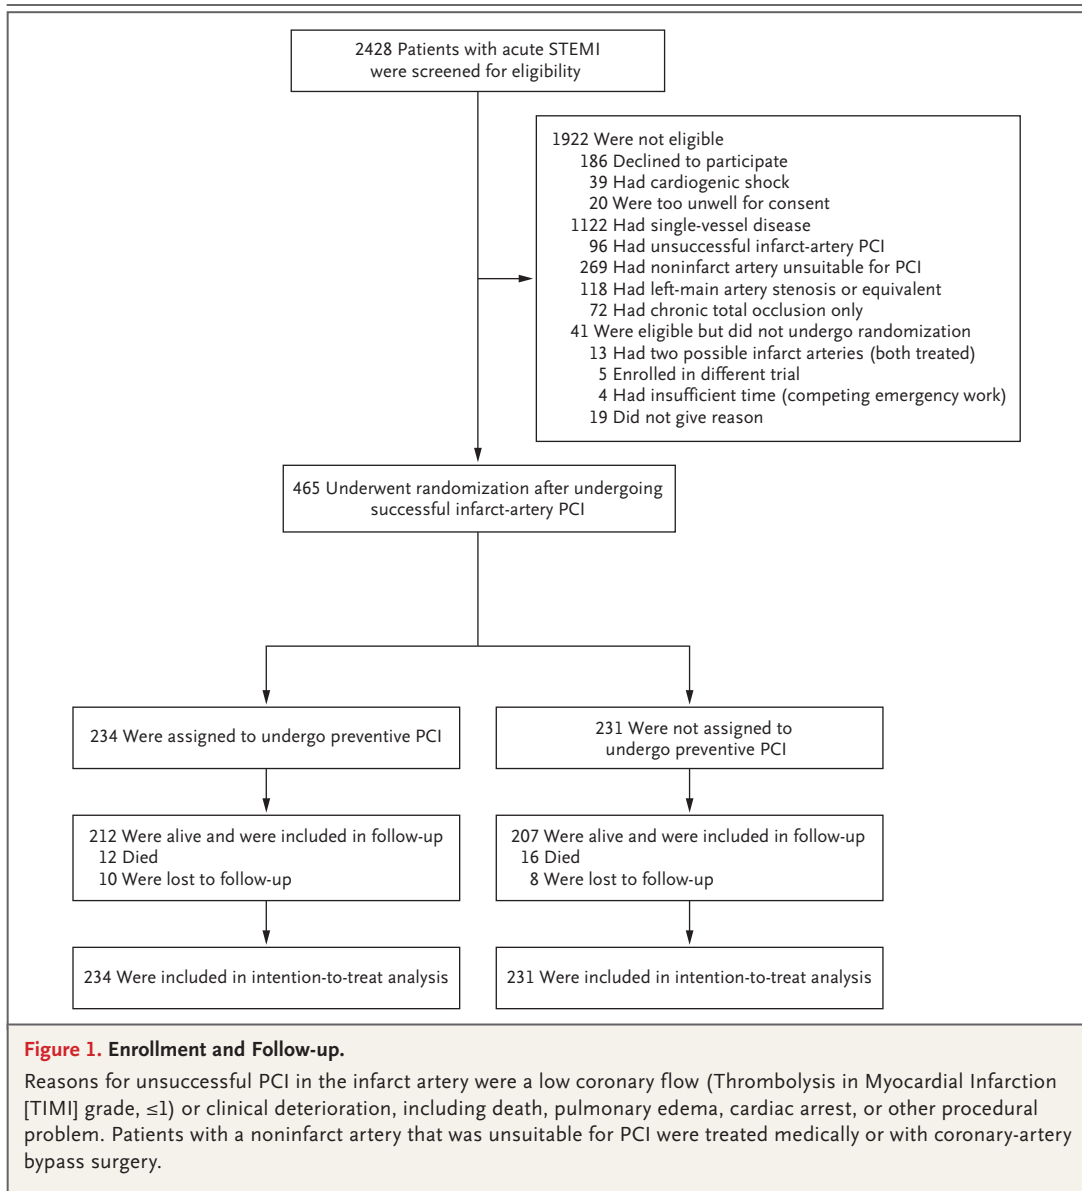 2428 Patients with acute STEMI
were screened for eligibility
1922 Were not eligible
186 Declined to participate
39 Had cardiogenic shock
20 Were too unwell for consent
1122 Had single-vessel disease
96 Had unsuccessful infarct-artery PCI
269 Had noninfarct artery unsuitable for PCI
118 Had left-main artery stenosis or equivalent
72 Had chronic total occlusion only
41 Were eligible but did not undergo randomization
13 Had two possible infarct arteries (both treated)
5 Enrolled in different trial
4 Had insufficient time (competing emergency work)
19 Did not give reason
465 Underwent randomization after undergoing
successful infarct-artery PCI
234 Were assigned to undergo preventive PCI
231 Were not assigned to
undergo preventive PCI
212 Were alive and were included in follow-up
12 Died
10 Were lost to follow-up
207 Were alive and were included in follow-up
16 Died
8 Were lost to follow-up
234 Were included in intention-to-treat analysis
231 Were included in intention-to-treat analysis
Figure 1. Enrollment and Follow-up.
Reasons for unsuccessful PCI in the infarct artery were a low coronary flow (Thrombolysis in Myocardial Infarction
[TIMI] grade, ≤1) or clinical deterioration, including death, pulmonary edema, cardiac arrest, or other procedural
problem. Patients with a noninfarct artery that was unsuitable for PCI were treated medically or with coronary-artery
bypass surgery.